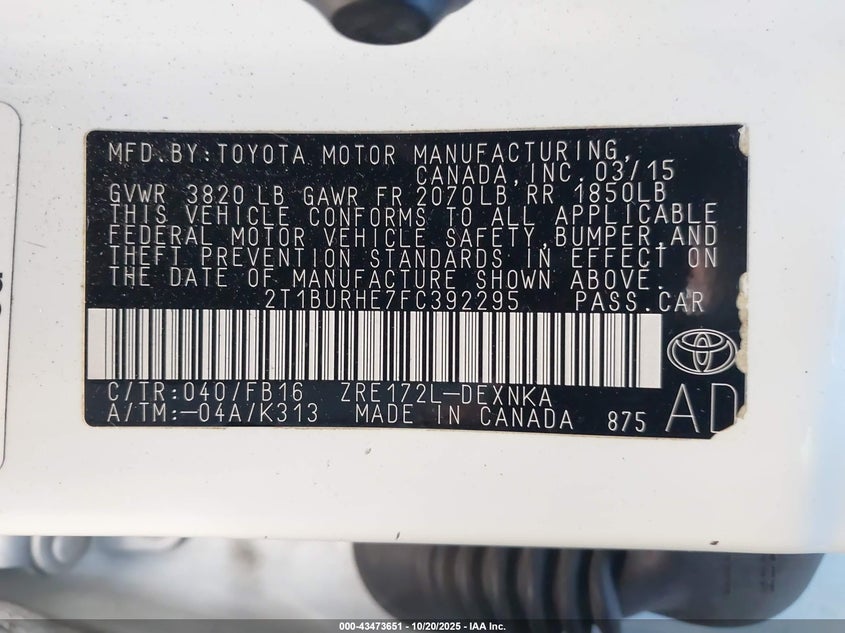 MFD.BY:TOYOTA MOTOR MANUFACTURING,
CANADA,INC. 03/15
GVWR 3820 LB GAWR FR 2070LB RR 1850LB
THIS VEHICLE CONFORMS TO ALL APPLICABLE
FEDERAL MOTOR VEHICLE SAFETY,BUMPER,AND
THEFT PREVENTION STANDARDS IN EFFECT ON
THE DATE OF MANUFACTURE SHOWN ABOVE.
2T1BURHE7FC392295 PASS.CAR
C/TR:040/FB16 ZRE172L-DEXNKA
A/TM:-04A/K313 MADE IN CANADA 875 AD
000-43473651 - 10/20/2025 - IAA Inc.